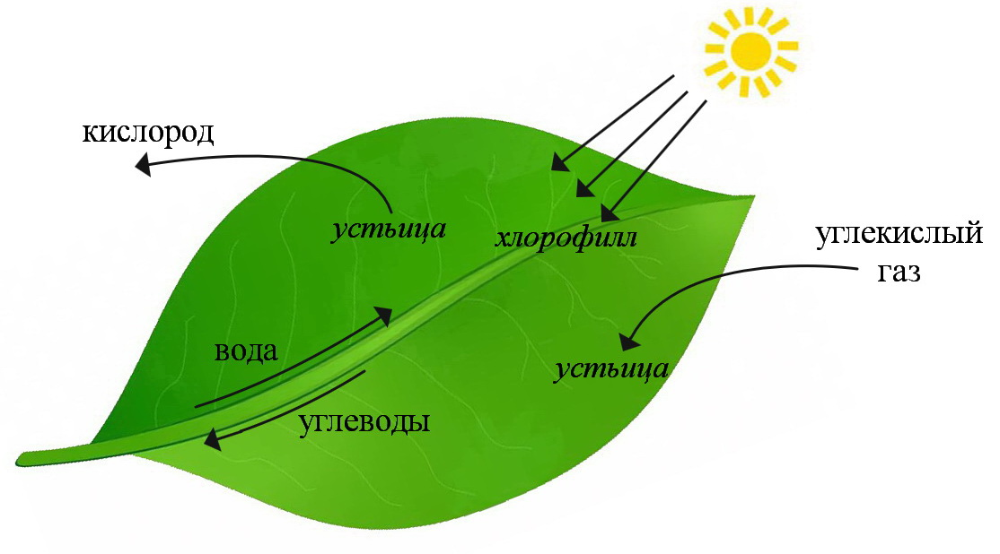 кислород
устьица
хлорофилл
углекислый
газ
вода
устьица
углеводы